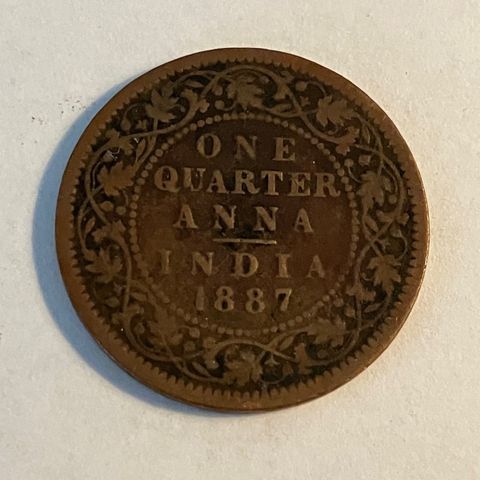 ONE
QUARTER
ANNA
INDIA
1887